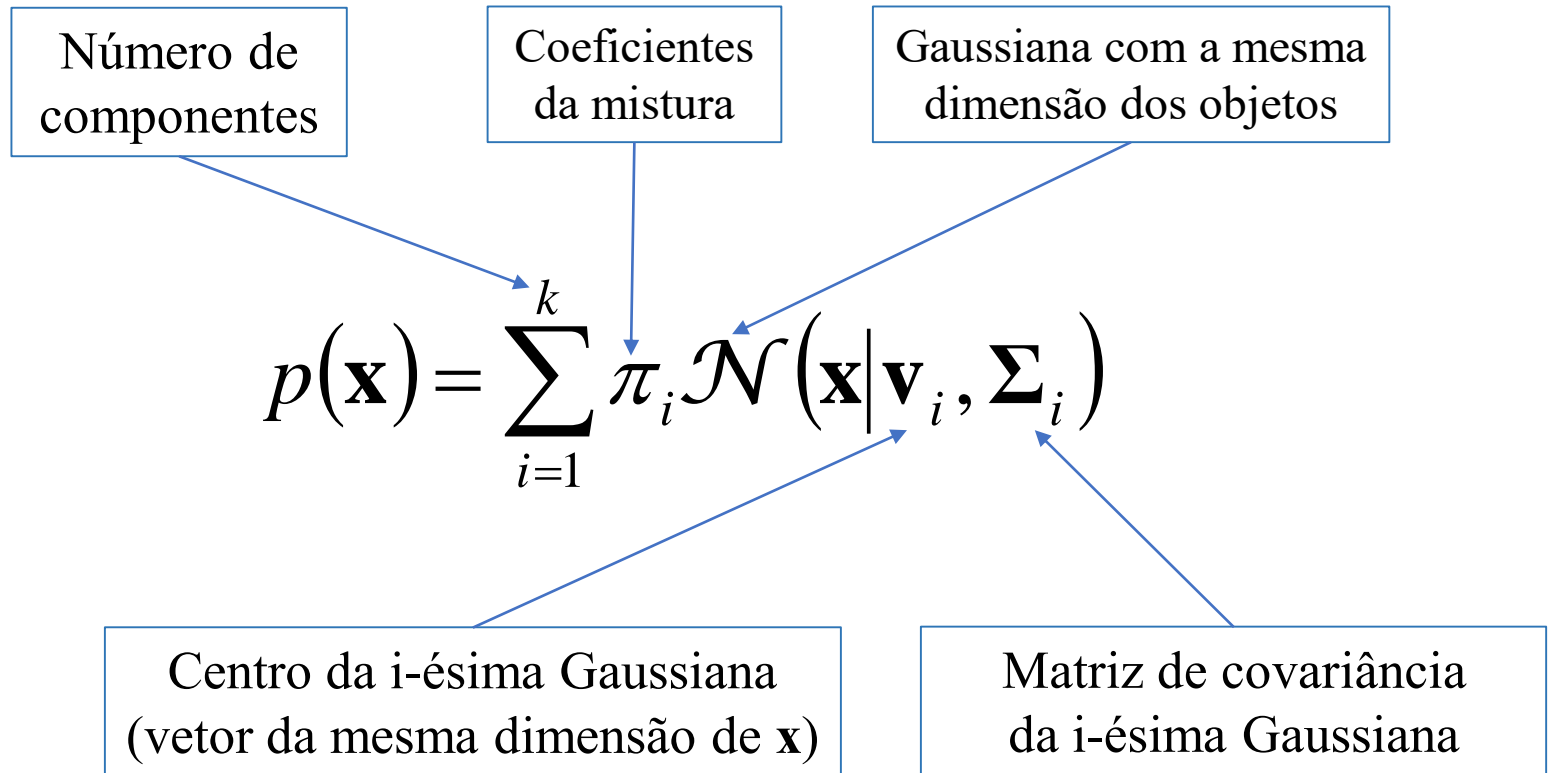 Número de
componentes
Coeficientes
da mistura
Gaussiana com a mesma
dimensão dos objetos
p(x) = ∑_{i=1}^{k} π_i 𝒩(x|v_i, Σ_i)
Centro da i-ésima Gaussiana
(vetor da mesma dimensão de x)
Matriz de covariância
da i-ésima Gaussiana